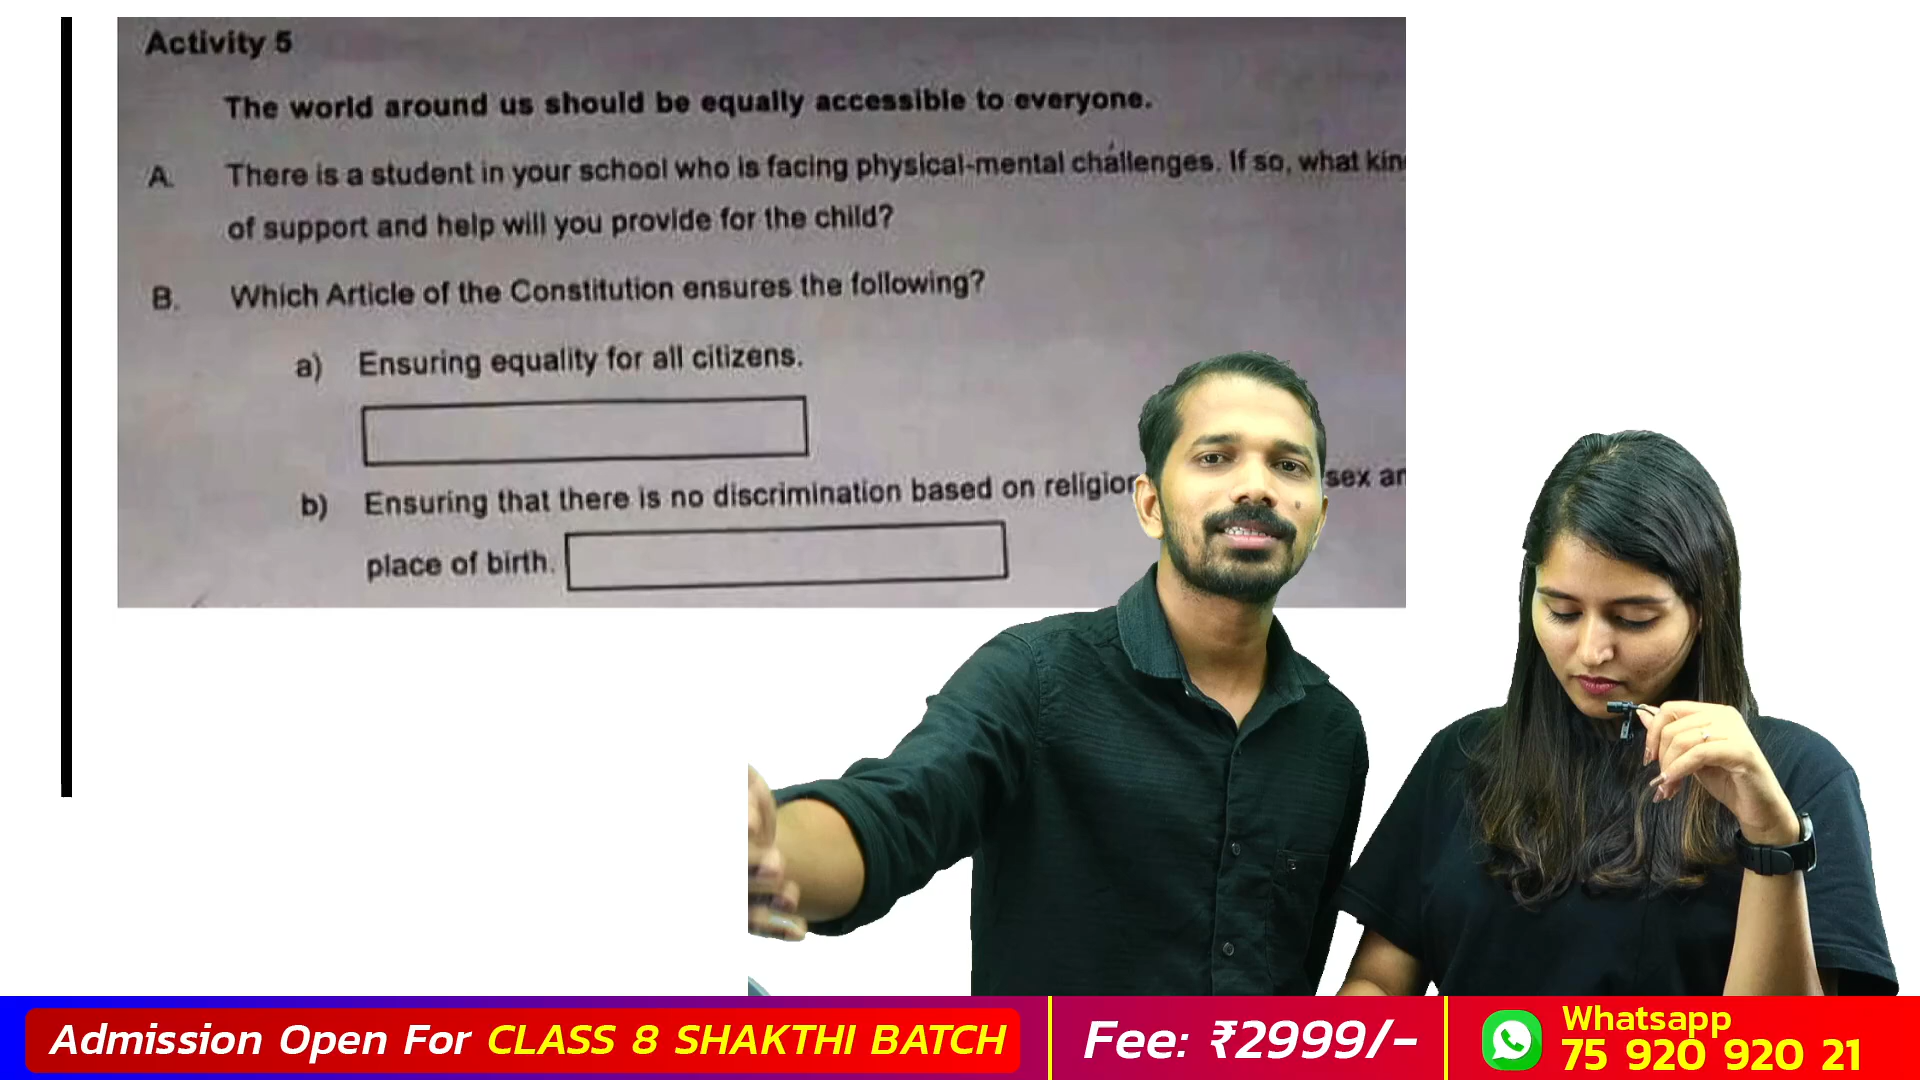 Activity 5
The world around us should be equally accessible to everyone.
A. There is a student in your school who is facing physical-mental challenges. If so, what kin
of support and help will you provide for the child?
B. Which Article of the Constitution ensures the following?
a) Ensuring equality for all citizens.
b) Ensuring that there is no discrimination based on religion sex an
place of birth.
Admission Open For CLASS 8 SHAKTHI BATCH
Fee: ₹2999/-
Whatsapp
75 920 920 21